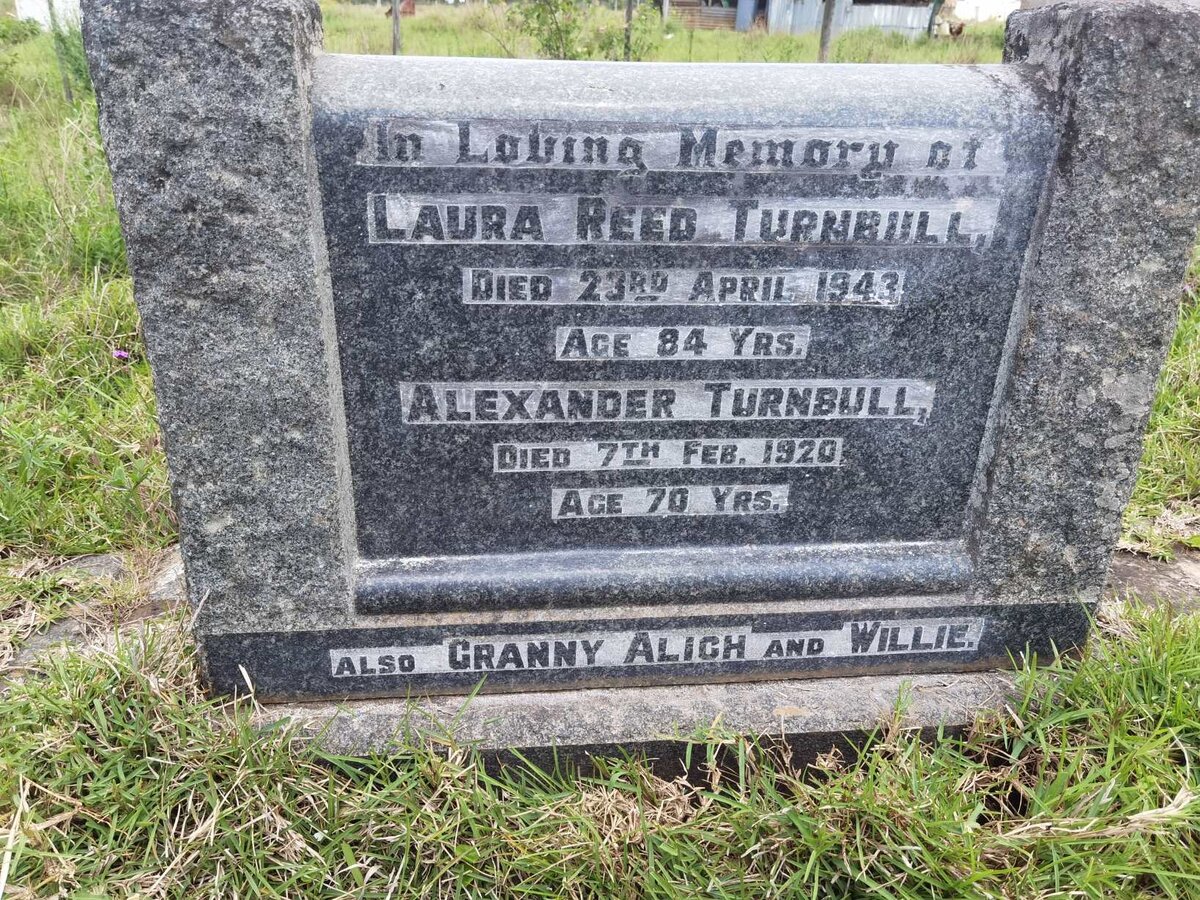 In Loving Memory of
LAURA REED TURNBULL,
DIED 23RD APRIL 1943
AGE 84 YRS.
ALEXANDER TURNBULL,
DIED 7TH FEB. 1920
AGE 70 YRS.
ALSO GRANNY ALIGH AND WILLIE.